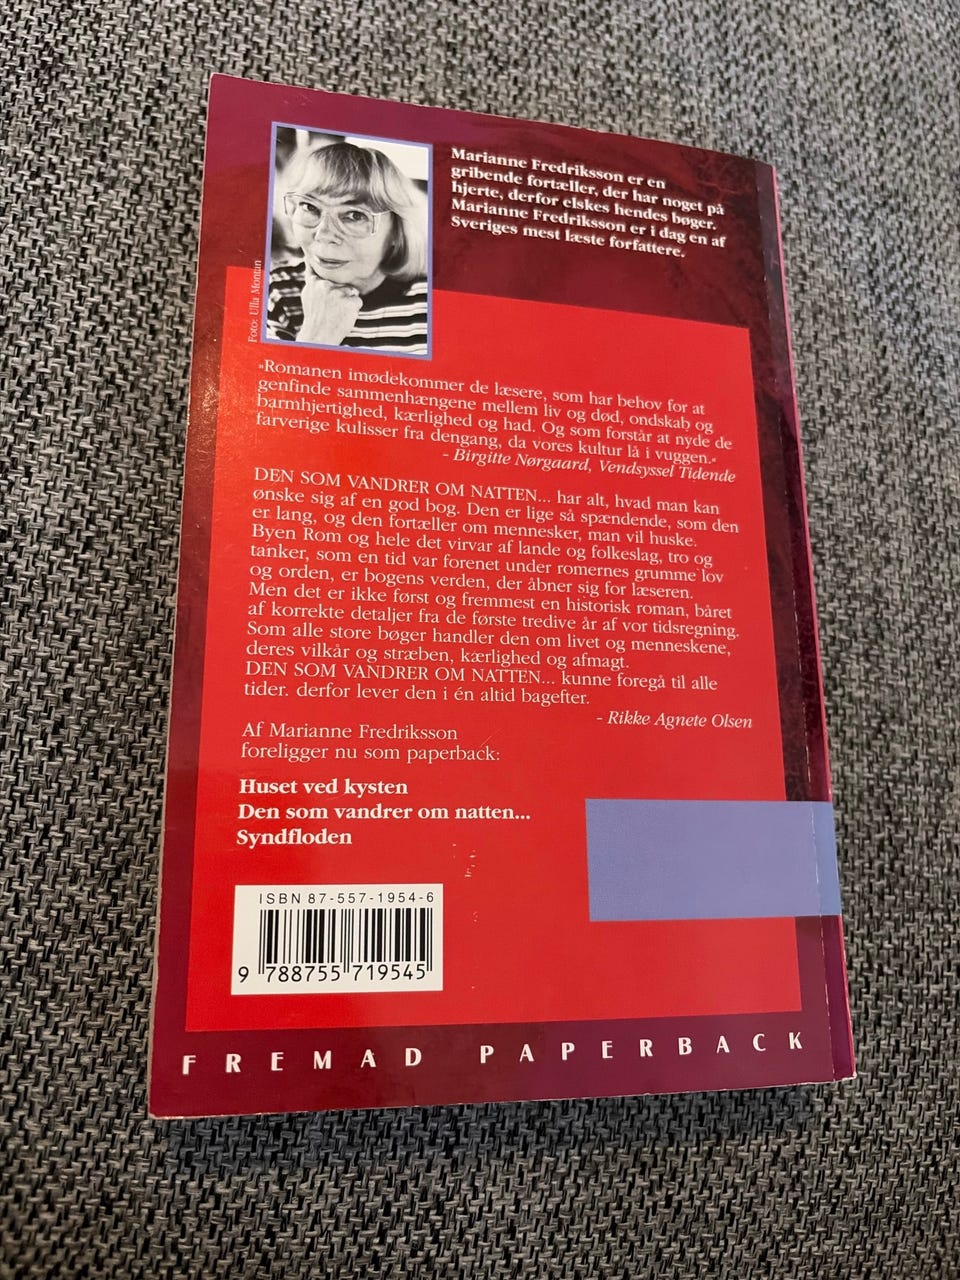 Marianne Fredriksson er en
gribende fortæller, der har noget på
hjerte, derfor elskes hendes bøger.
Marianne Fredriksson er i dag en af
Sveriges mest læste forfattere.
Foto: Ulla Montan
»Romanen imødekommer de læsere, som har behov for at
genfinde sammenhængene mellem liv og død, ondskab og
barmhjertighed, kærlighed og had. Og som forstår at nyde de
farverige kulisser fra dengang, da vores kultur lå i vuggen.«
- Birgitte Nørgaard, Vendsyssel Tidende
DEN SOM VANDRER OM NATTEN... har alt, hvad man kan
ønske sig af en god bog. Den er lige så spændende, som den
er lang, og den fortæller om mennesker, man vil huske.
Byen Rom og hele det virvar af lande og folkeslag, tro og
tanker, som en tid var forenet under romernes grumme lov
og orden, er bogens verden, der åbner sig for læseren.
Men det er ikke først og fremmest en historisk roman, båret
af korrekte detaljer fra de første tredive år af vor tidsregning.
Som alle store bøger handler den om livet og menneskene,
deres vilkår og stræben, kærlighed og afmagt.
DEN SOM VANDRER OM NATTEN... kunne foregå til alle
tider. derfor lever den i én altid bagefter.
- Rikke Agnete Olsen
Af Marianne Fredriksson
foreligger nu som paperback:
Huset ved kysten
Den som vandrer om natten...
Syndfloden
ISBN 87-557-1954-6
9 788755 719545
FREMAD PAPERBACK